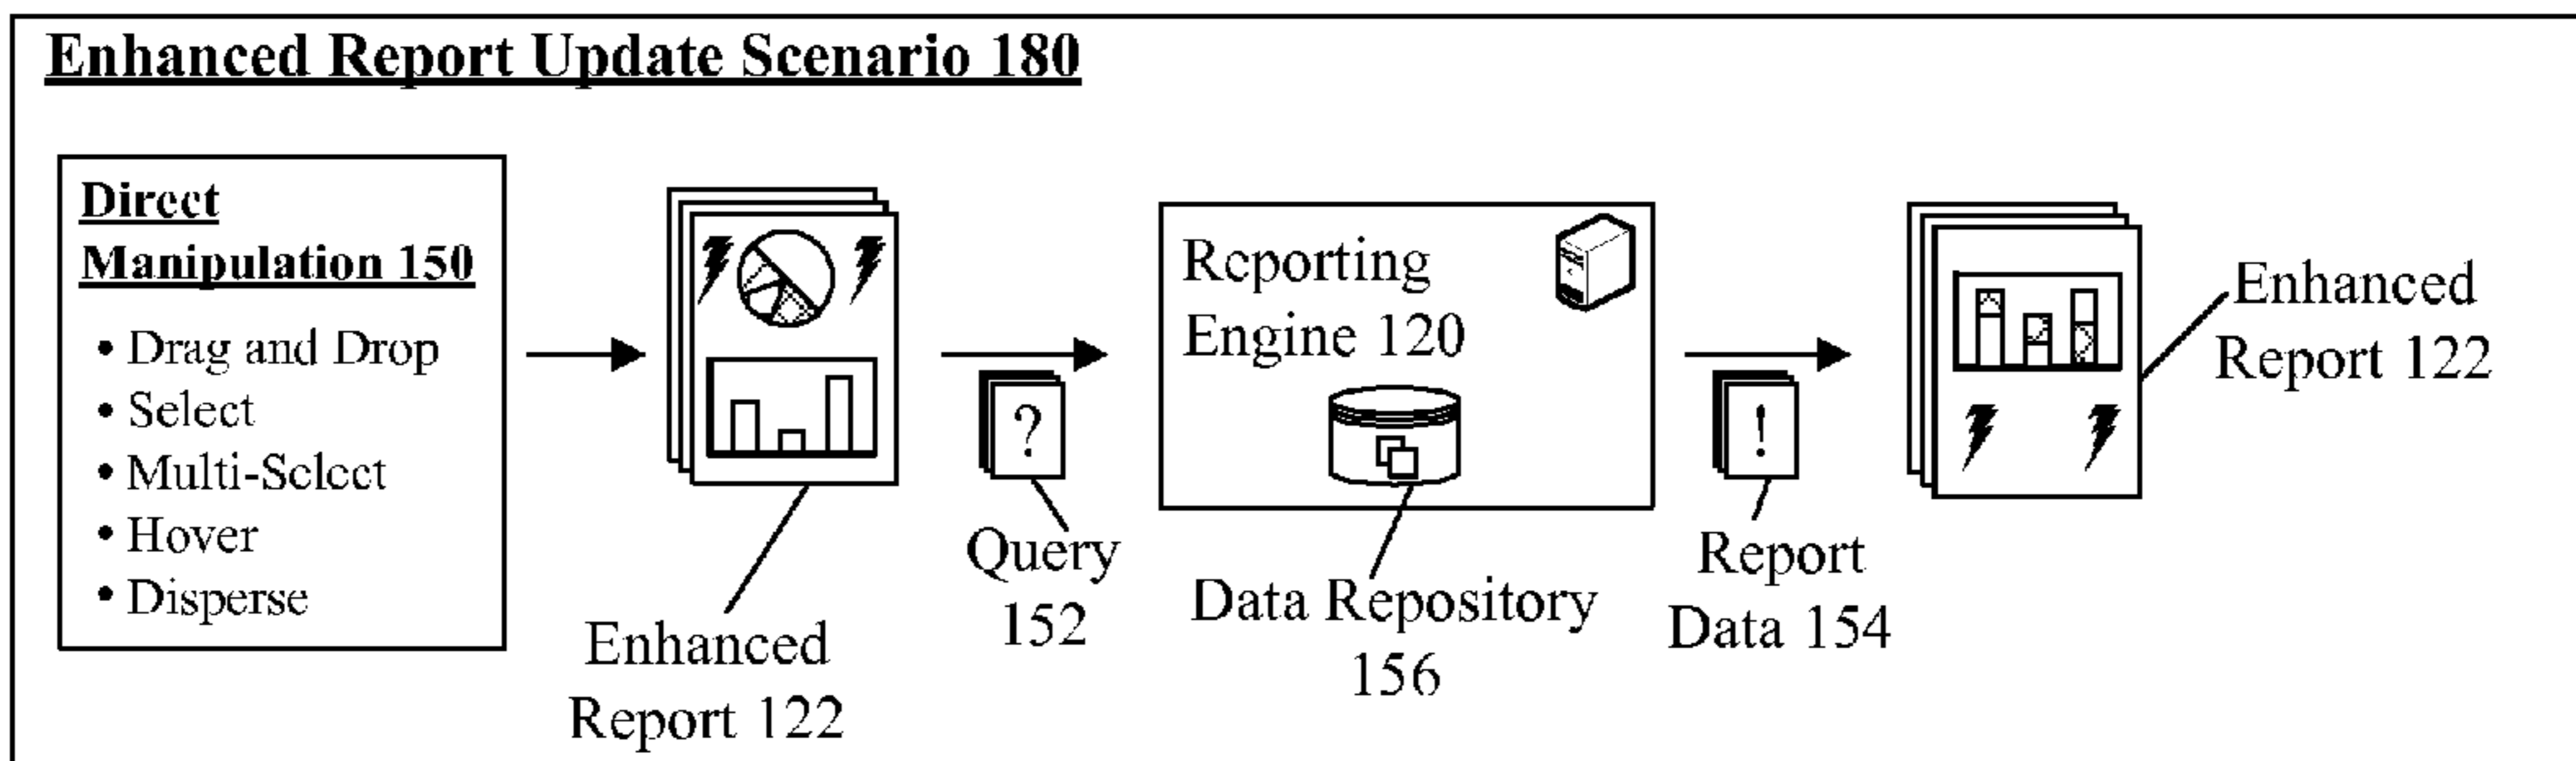 Enhanced Report Update Scenario 180
Direct
Manipulation 150
• Drag and Drop
• Select
• Multi-Select
• Hover
• Disperse
Enhanced
Report 122
?
Query
152
Reporting
Engine 120
Data Repository
156
!
Report
Data 154
Enhanced
Report 122